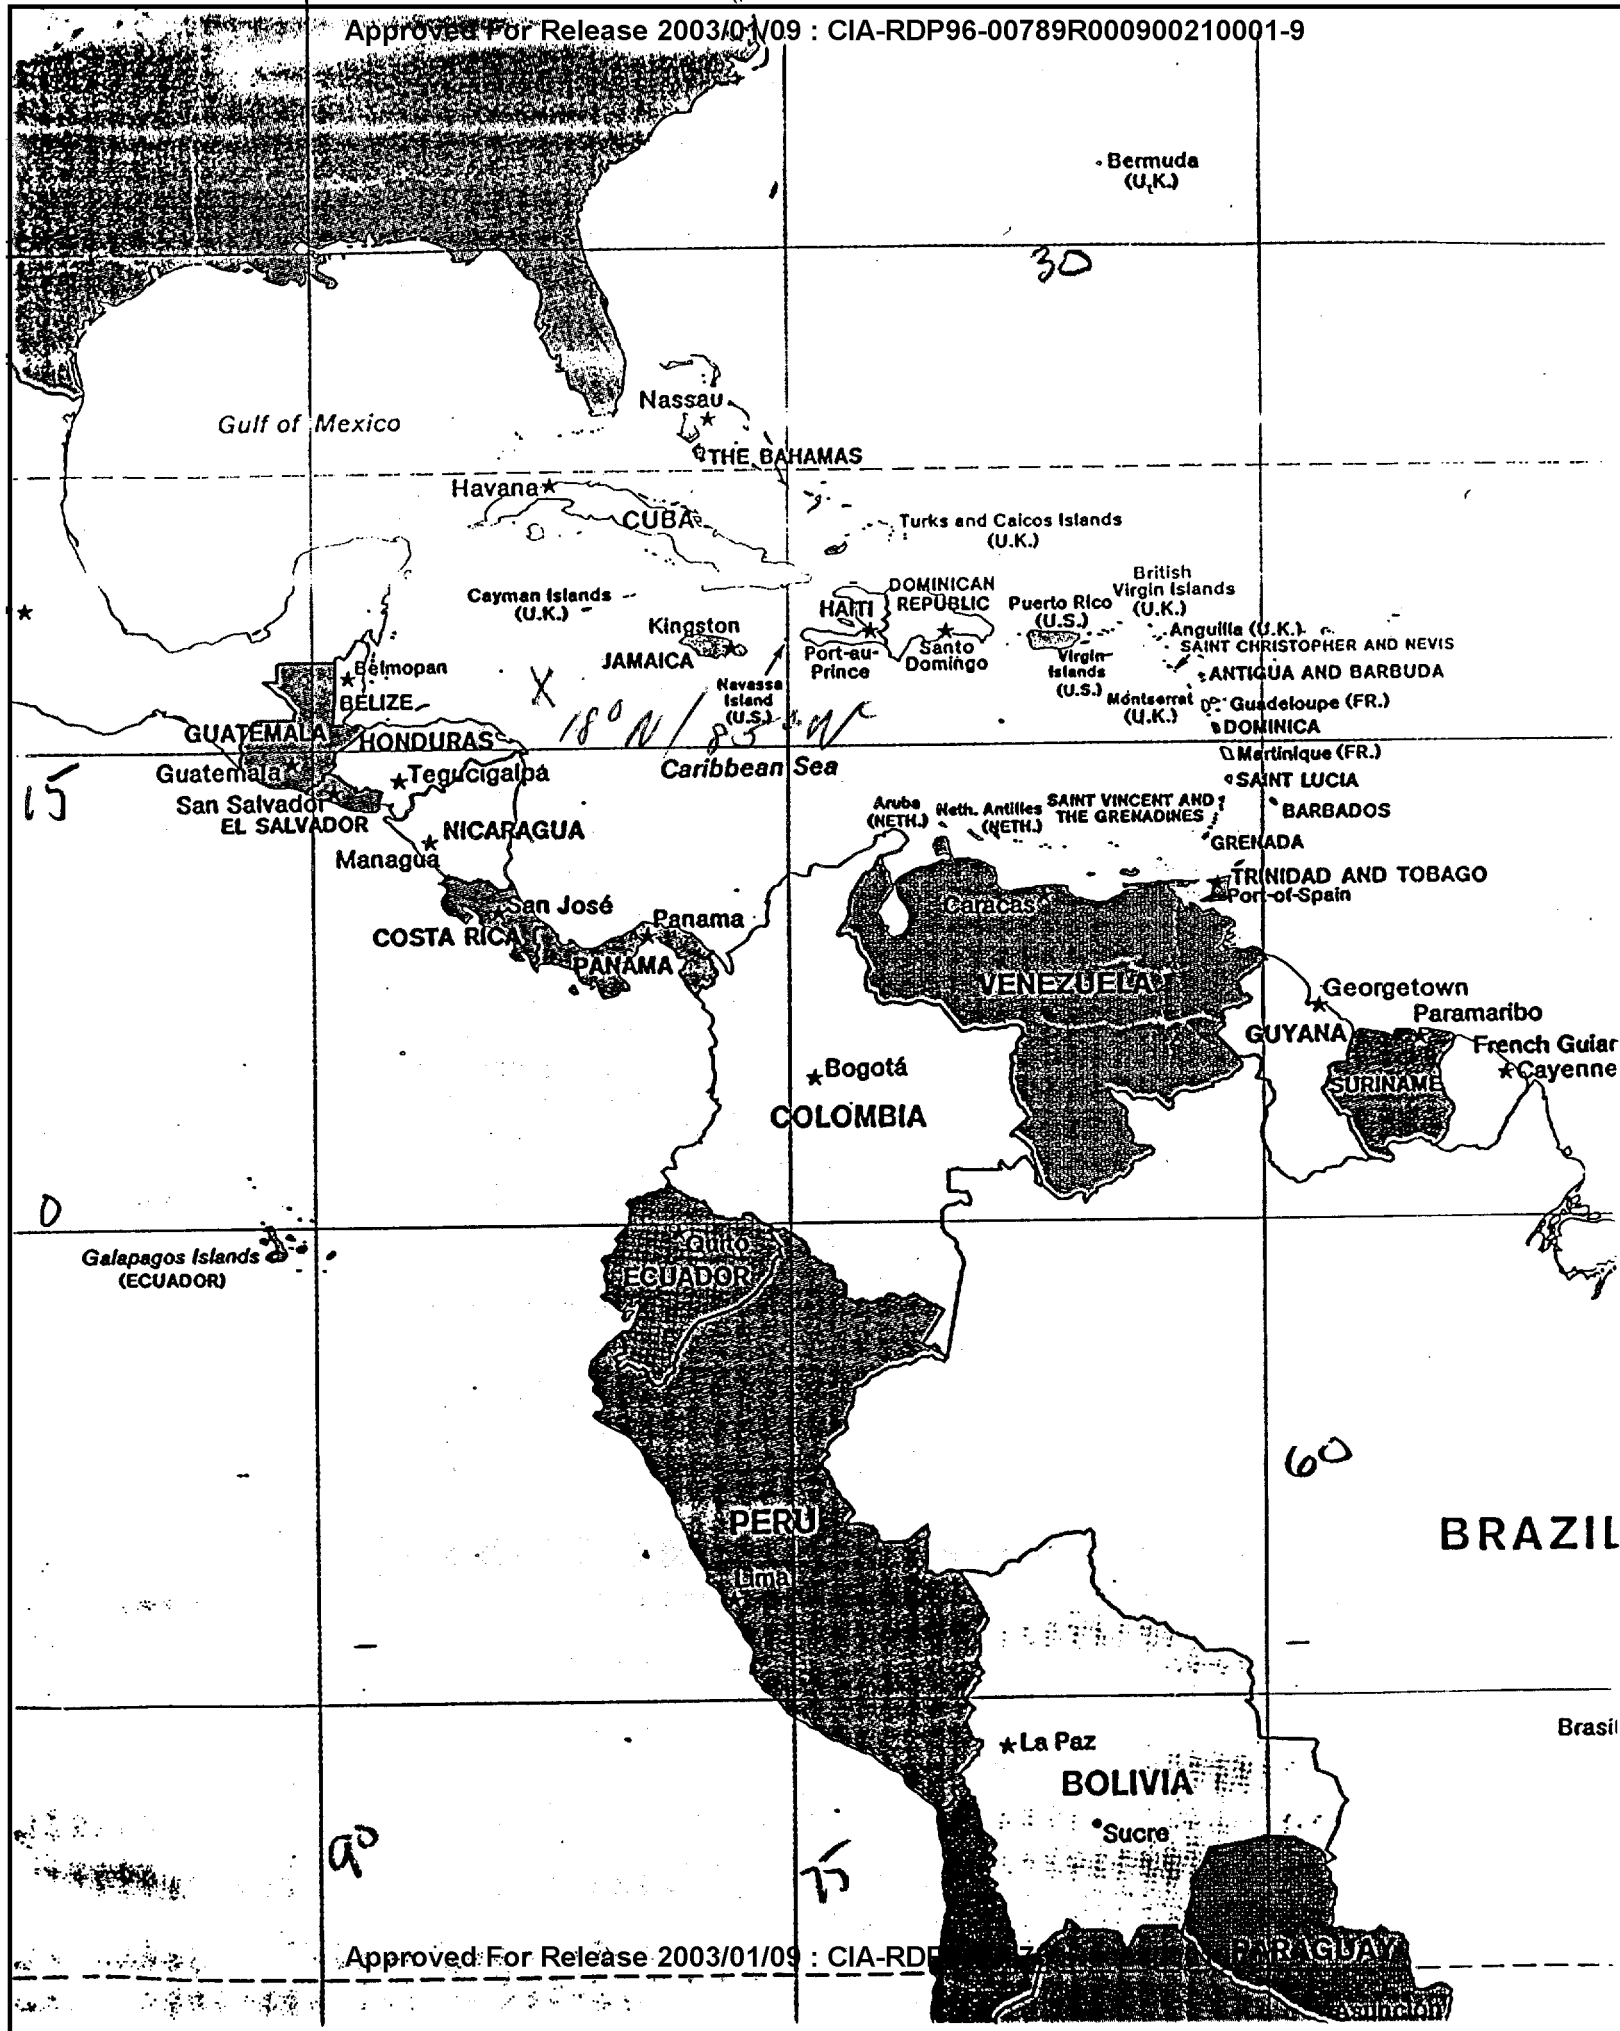 Approved For Release 2003/01/09 : CIA-RDP96-00789R000900210001-9
Bermuda
(U.K.)
30
Gulf of Mexico
Nassau
THE BAHAMAS
Havana
CUBA
Turks and Caicos Islands
(U.K.)
Cayman Islands
(U.K.)
Kingston
JAMAICA
Navassa
Island
(U.S.)
HAITI
Port-au-
Prince
DOMINICAN
REPUBLIC
Santo
Domingo
Puerto Rico
(U.S.)
British
Virgin Islands
(U.K.)
Virgin
Islands
(U.S.)
Anguilla (U.K.)
SAINT CHRISTOPHER AND NEVIS
ANTIGUA AND BARBUDA
Montserrat
(U.K.)
Guadeloupe (FR.)
DOMINICA
Martinique (FR.)
SAINT LUCIA
BARBADOS
SAINT VINCENT AND
THE GRENADINES
GRENADA
Aruba
(NETH.)
Neth. Antilles
(NETH.)
TRINIDAD AND TOBAGO
Port-of-Spain
Belmopan
BELIZE
X
18° N / 83° W
GUATEMALA
HONDURAS
Caribbean Sea
Guatemala
Tegucigalpa
15
San Salvador
EL SALVADOR
NICARAGUA
Managua
San José
COSTA RICA
Panama
PANAMA
Caracas
VENEZUELA
Georgetown
GUYANA
Paramaribo
SURINAME
French Guiar
Cayenne
Bogotá
COLOMBIA
0
Galapagos Islands
(ECUADOR)
Quito
ECUADOR
60
PERU
Lima
BRAZIL
La Paz
BOLIVIA
Sucre
Brasil
90
75
Approved For Release 2003/01/09 : CIA-RDP
PARAGUAY
Asunción